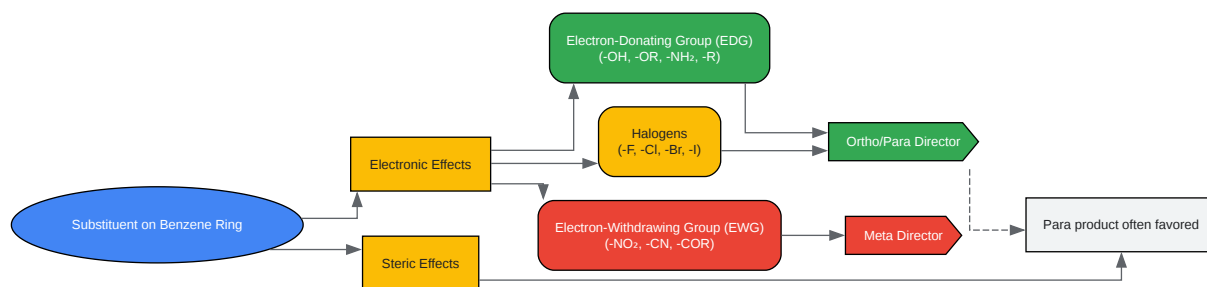 Electron-Donating Group (EDG)
(-OH, -OR, -NH₂, -R)
Halogens
(-F, -Cl, -Br, -I)
Ortho/Para Director
Electronic Effects
Substituent on Benzene Ring
Electron-Withdrawing Group (EWG)
(-NO₂, -CN, -COR)
Meta Director
Para product often favored
Steric Effects